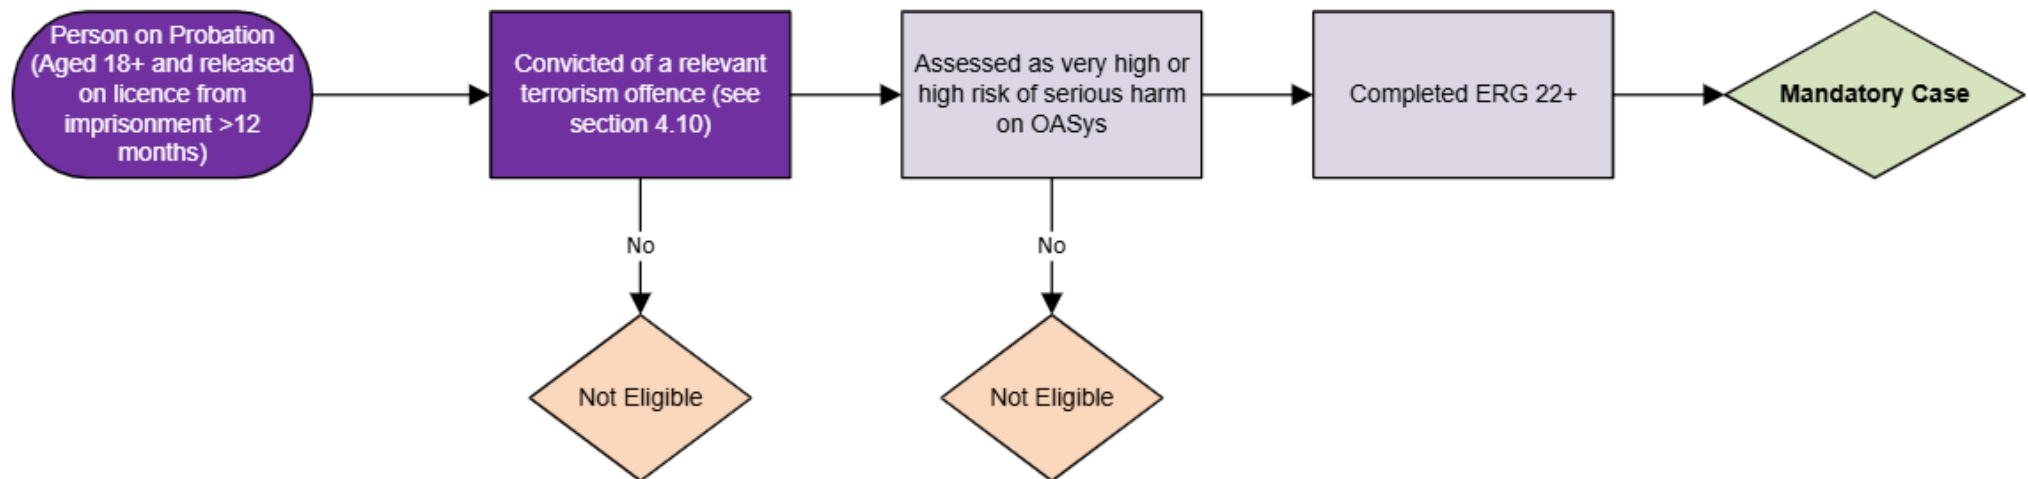 Person on Probation
(Aged 18+ and released
on licence from
imprisonment >12
months)
Convicted of a relevant
terrorism offence (see
section 4.10)
Assessed as very high or
high risk of serious harm
on OASys
Completed ERG 22+
Mandatory Case
No
No
Not Eligible
Not Eligible